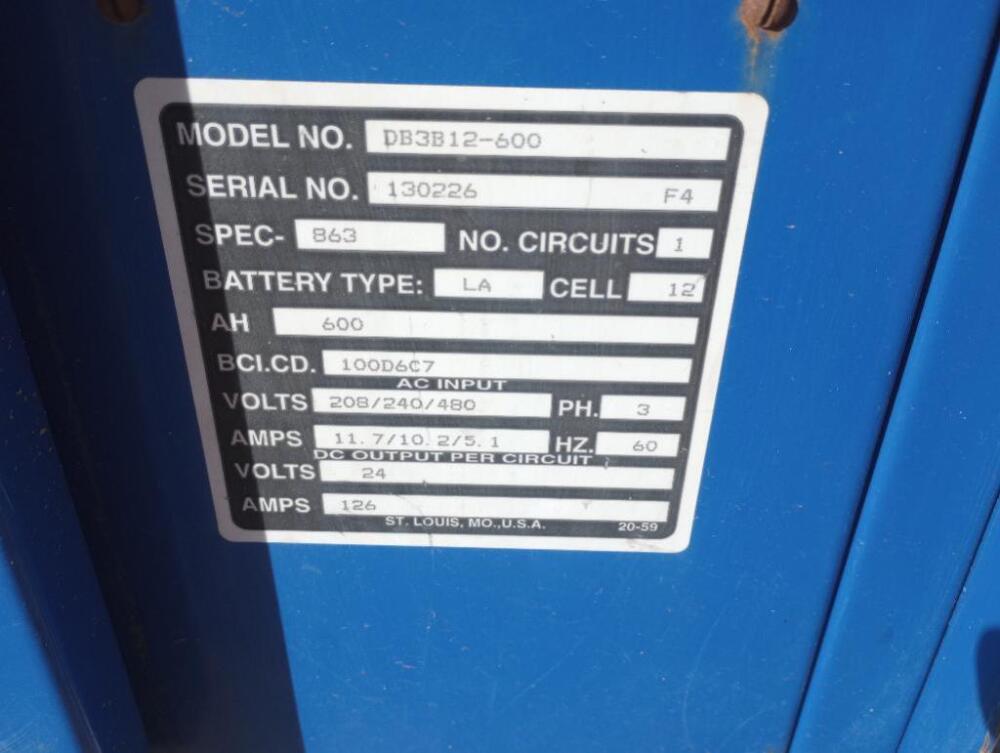 MODEL NO. DB3B12-600
SERIAL NO. 130226 F4
SPEC- 863 NO. CIRCUITS 1
BATTERY TYPE: LA CELL 12
AH 600
BCI.CD. 100D6C7
AC INPUT
VOLTS 208/240/480 PH. 3
AMPS 11.7/10.2/5.1 HZ. 60
DC OUTPUT PER CIRCUIT
VOLTS 24
AMPS 126
ST. LOUIS, MO.,U.S.A. 20-59